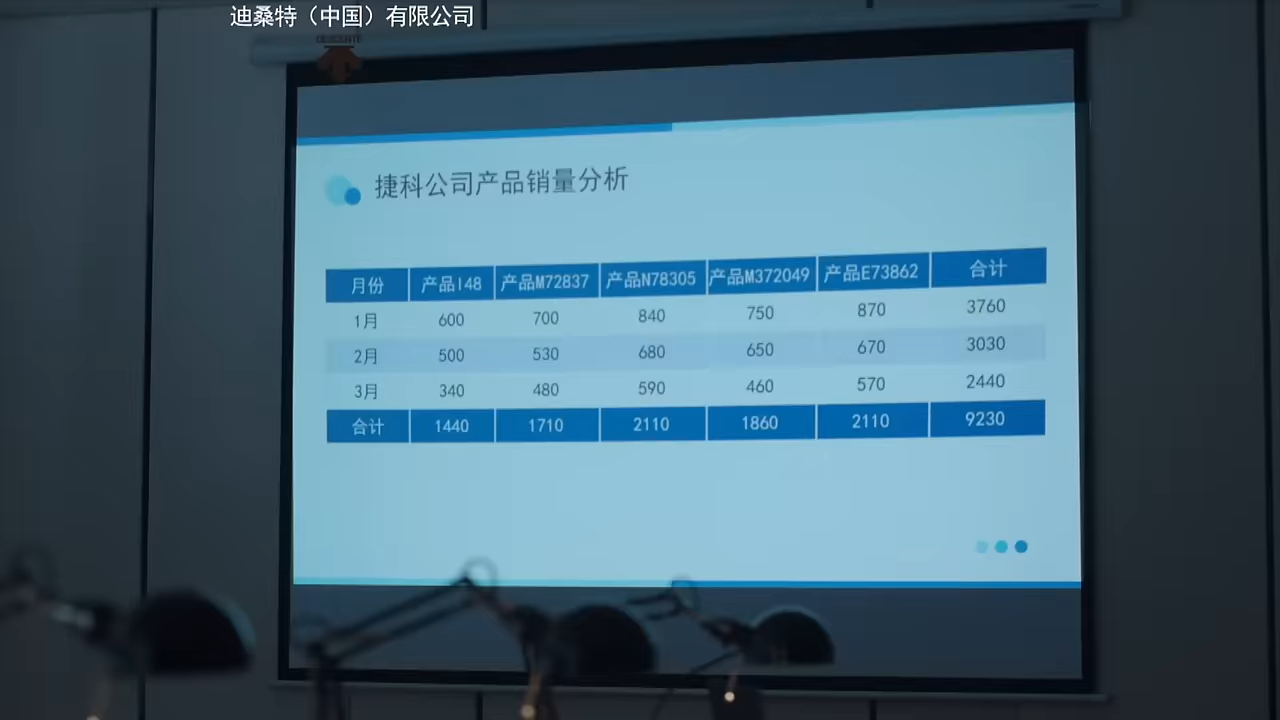 迪桑特（中国）有限公司
DESCENTE
捷科公司产品销量分析
月份 产品I48 产品M72837 产品N78305 产品M372049 产品E73862 合计
1月 600 700 840 750 870 3760
2月 500 530 680 650 670 3030
3月 340 480 590 460 570 2440
合计 1440 1710 2110 1860 2110 9230